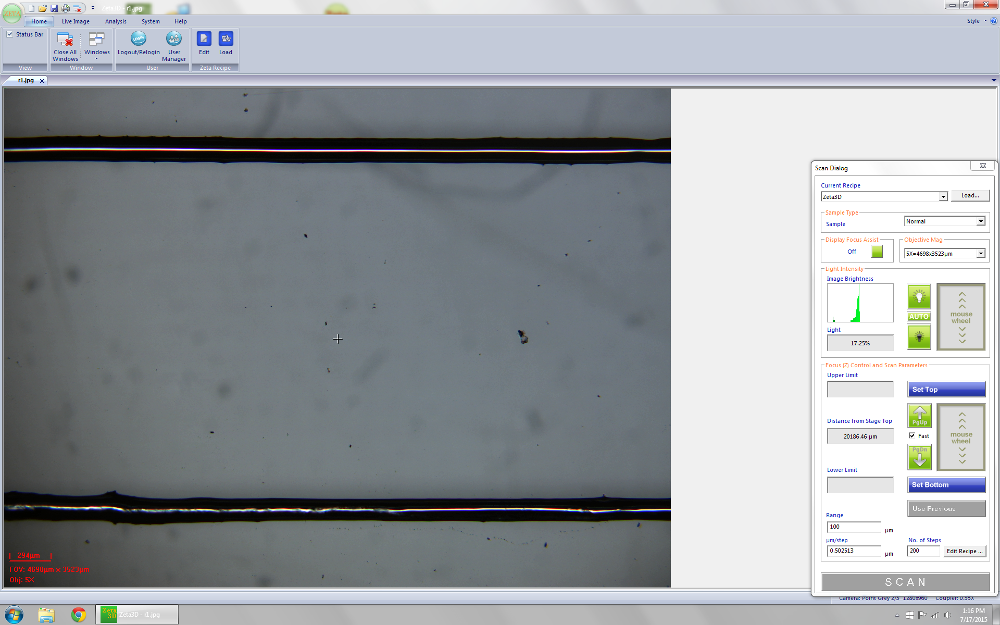 ZETA
Zeta3D - r1.jpg
Home Live Image Analysis System Help
Style
Status Bar
Close All Windows
Windows
Logout/Relogin
User Manager
Edit
Load
View
Window
User
Zeta Recipe
r1.jpg
294µm
FOV: 4698µm x 3523µm
Obj: 5X
Scan Dialog
Current Recipe
Zeta3D
Load...
Sample Type
Sample
Normal
Display Focus Assist
Off
Objective Mag
5X=4698x3523µm
Light Intensity
Image Brightness
AUTO
mouse
wheel
Light
17.25%
Focus (Z) Control and Scan Parameters
Upper Limit
Set Top
PgUp
Distance from Stage Top
20186.46 µm
Fast
mouse
wheel
PgDn
Lower Limit
Set Bottom
Use Previous
Range
100 µm
µm/step
0.502513 µm
No. of Steps
200
Edit Recipe ...
SCAN
Camera: Point Grey 2/3 1280x960 Coupler: 0.35X
Zeta
3D
Zeta3D - r1.jpg
1:16 PM
7/17/2015